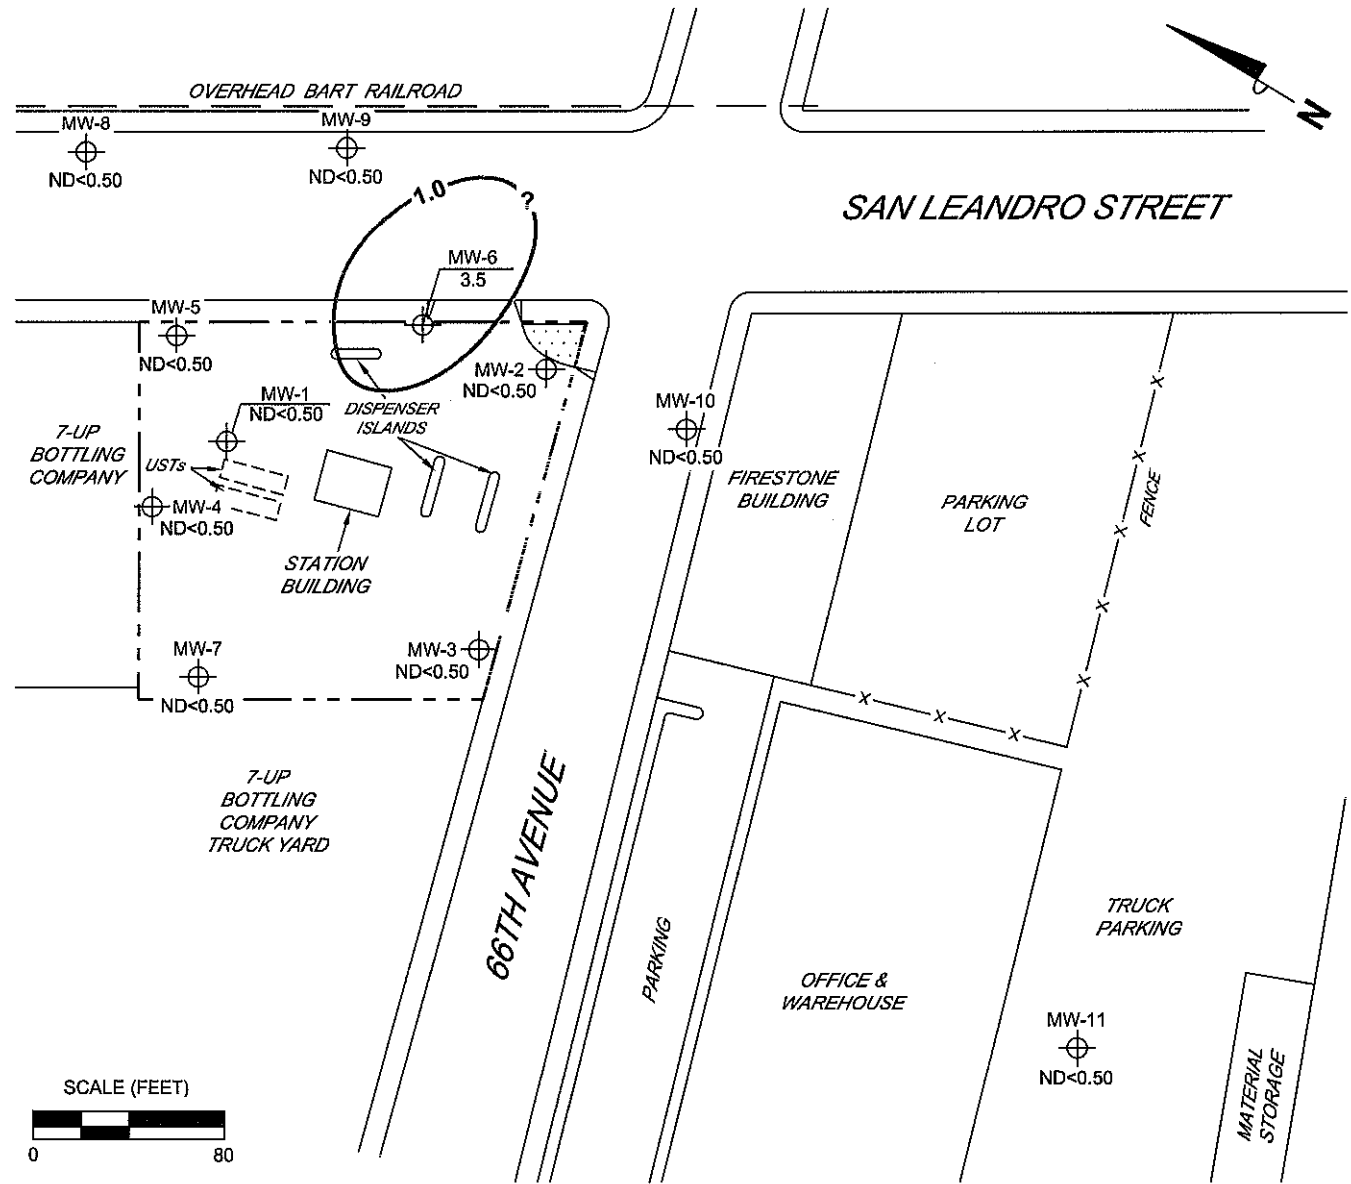 OVERHEAD BART RAILROAD
MW-8
ND<0.50
MW-9
ND<0.50
N
1.0
?
SAN LEANDRO STREET
MW-6
3.5
MW-5
ND<0.50
MW-2
ND<0.50
MW-1
ND<0.50
DISPENSER
ISLANDS
MW-10
ND<0.50
7-UP
BOTTLING
COMPANY
USTs
MW-4
ND<0.50
FIRESTONE
BUILDING
PARKING
LOT
FENCE
X
X
X
X
X
STATION
BUILDING
MW-7
ND<0.50
MW-3
ND<0.50
X
X
X
7-UP
BOTTLING
COMPANY
TRUCK YARD
66TH AVENUE
PARKING
OFFICE &
WAREHOUSE
TRUCK
PARKING
MW-11
ND<0.50
MATERIAL
STORAGE
SCALE (FEET)
0 80